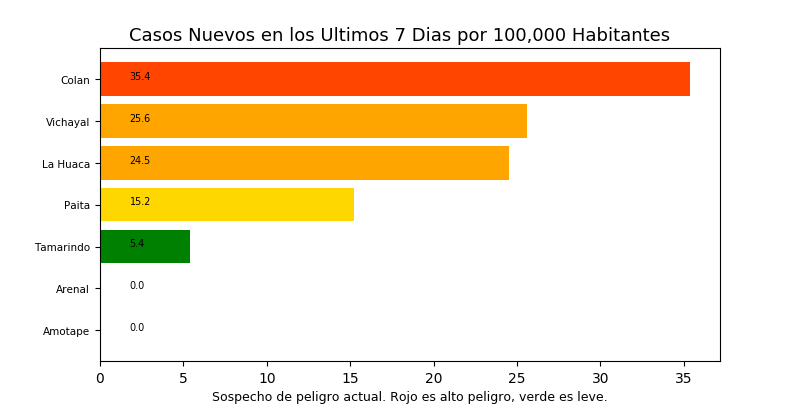 Casos Nuevos en los Ultimos 7 Dias por 100,000 Habitantes
Colan 35.4
Vichayal 25.6
La Huaca 24.5
Paita 15.2
Tamarindo 5.4
Arenal 0.0
Amotape 0.0
0 5 10 15 20 25 30 35
Sospecho de peligro actual. Rojo es alto peligro, verde es leve.